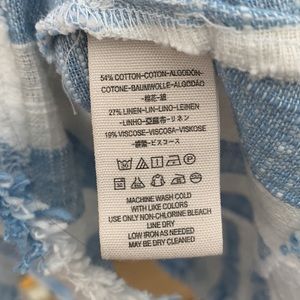 54% COTTON-COTON-ALGODÓN-
COTONE-BAUMWOLLE-ALGODÃO
-棉花-綿
27% LINEN-LIN-LINO-LEINEN
-LINHO-亞麻布-リネン
19% VISCOSE-VISCOSA-VISKOSE
-ビスコース
MACHINE WASH COLD
WITH LIKE COLORS
USE ONLY NON-CHLORINE BLEACH
LINE DRY
LOW IRON AS NEEDED
MAY BE DRY CLEANED